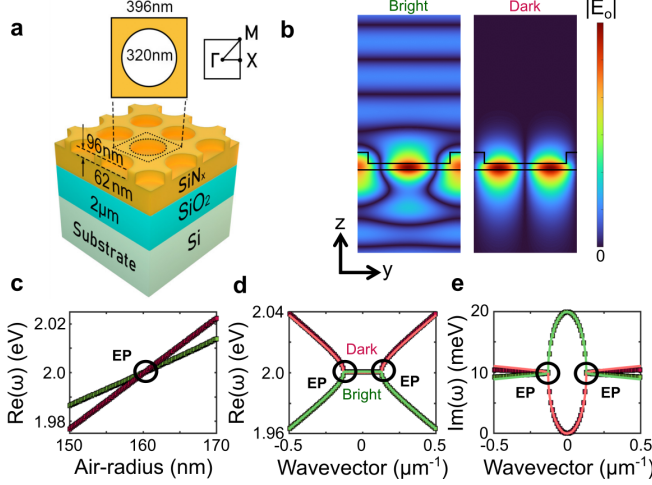 a
396nm
320nm
M
Γ
X
96nm
62nm
SiNₓ
2μm
SiO₂
Substrate
Si
b
Bright
Dark
|E₀|
0
z
y
c
Re(ω) (eV)
2.02
2.00
1.98
EP
150
160
170
Air-radius (nm)
d
Re(ω) (eV)
2.04
2.0
1.96
Dark
EP
EP
Bright
-0.5
0
0.5
Wavevector (μm⁻¹)
e
Im(ω) (meV)
20
10
0
EP
EP
-0.5
0
0.5
Wavevector (μm⁻¹)